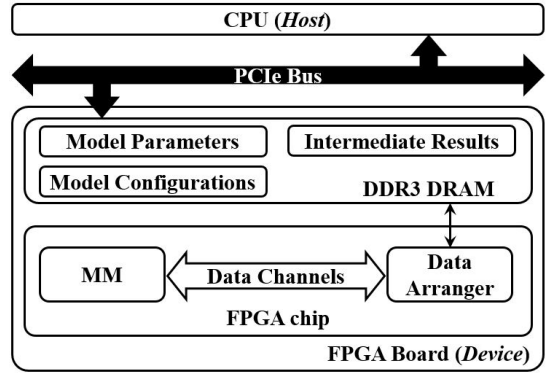 CPU (Host)
PCIe Bus
Model Parameters
Intermediate Results
Model Configurations
DDR3 DRAM
MM
Data Channels
Data
Arranger
FPGA chip
FPGA Board (Device)